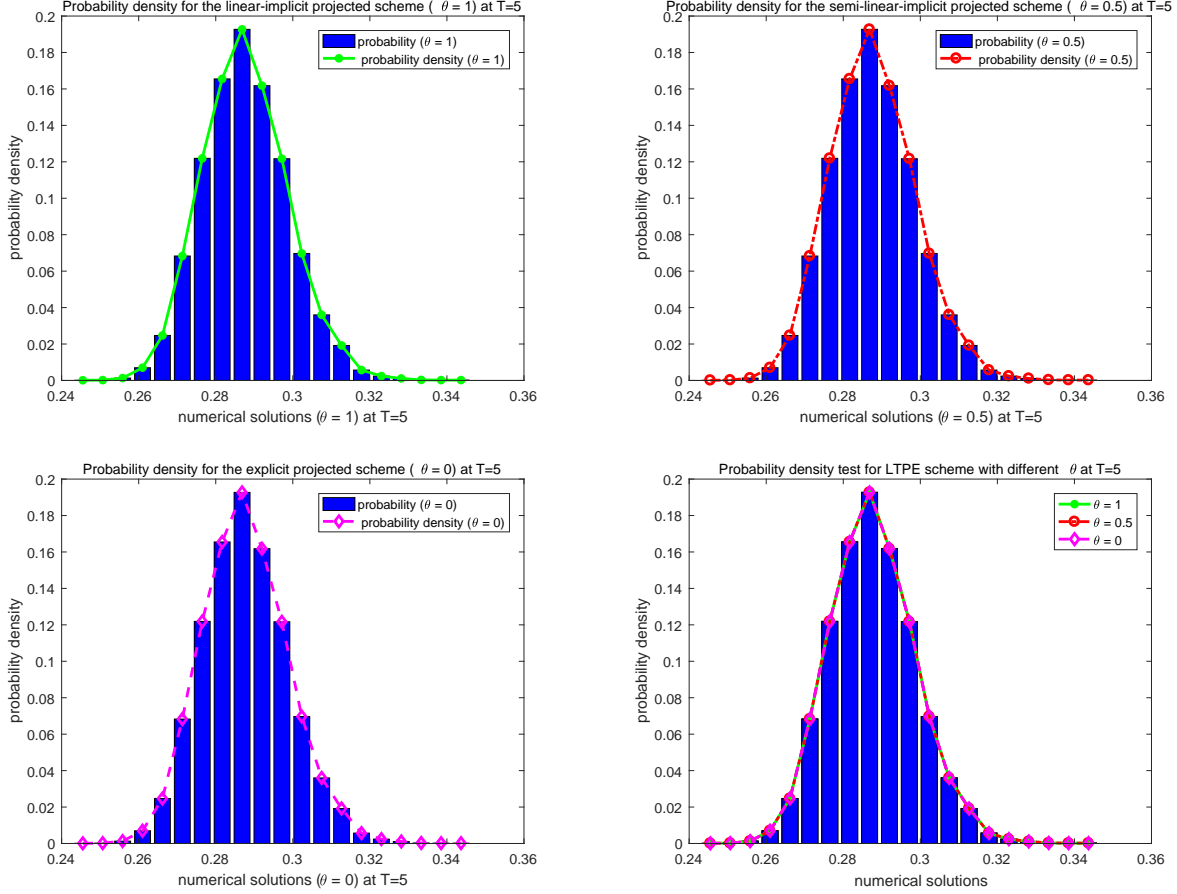 Probability density for the linear-implicit projected scheme ( θ = 1) at T=5
0.2
0.18
0.16
0.14
0.12
0.1
0.08
0.06
0.04
0.02
0
probability density
probability (θ = 1)
probability density (θ = 1)
0.24 0.26 0.28 0.3 0.32 0.34 0.36
numerical solutions (θ = 1) at T=5
Probability density for the semi-linear-implicit projected scheme ( θ = 0.5) at T=5
0.2
0.18
0.16
0.14
0.12
0.1
0.08
0.06
0.04
0.02
0
probability density
probability (θ = 0.5)
probability density (θ = 0.5)
0.24 0.26 0.28 0.3 0.32 0.34 0.36
numerical solutions (θ = 0.5) at T=5
Probability density for the explicit projected scheme ( θ = 0) at T=5
0.2
0.18
0.16
0.14
0.12
0.1
0.08
0.06
0.04
0.02
0
probability density
probability (θ = 0)
probability density (θ = 0)
0.24 0.26 0.28 0.3 0.32 0.34 0.36
numerical solutions (θ = 0) at T=5
Probability density test for LTPE scheme with different θ at T=5
0.2
0.18
0.16
0.14
0.12
0.1
0.08
0.06
0.04
0.02
0
probability density
θ = 1
θ = 0.5
θ = 0
0.24 0.26 0.28 0.3 0.32 0.34 0.36
numerical solutions